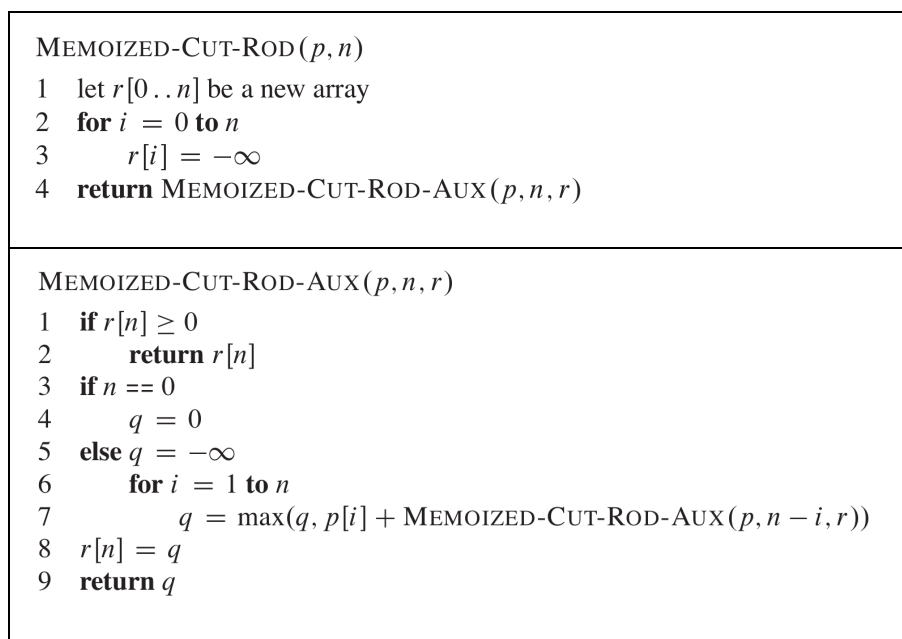 MEMOIZED-CUT-ROD(p, n)
1 let r[0 . . n] be a new array
2 for i = 0 to n
3 r[i] = −∞
4 return MEMOIZED-CUT-ROD-AUX(p, n, r)
MEMOIZED-CUT-ROD-AUX(p, n, r)
1 if r[n] ≥ 0
2 return r[n]
3 if n == 0
4 q = 0
5 else q = −∞
6 for i = 1 to n
7 q = max(q, p[i] + MEMOIZED-CUT-ROD-AUX(p, n − i, r))
8 r[n] = q
9 return q